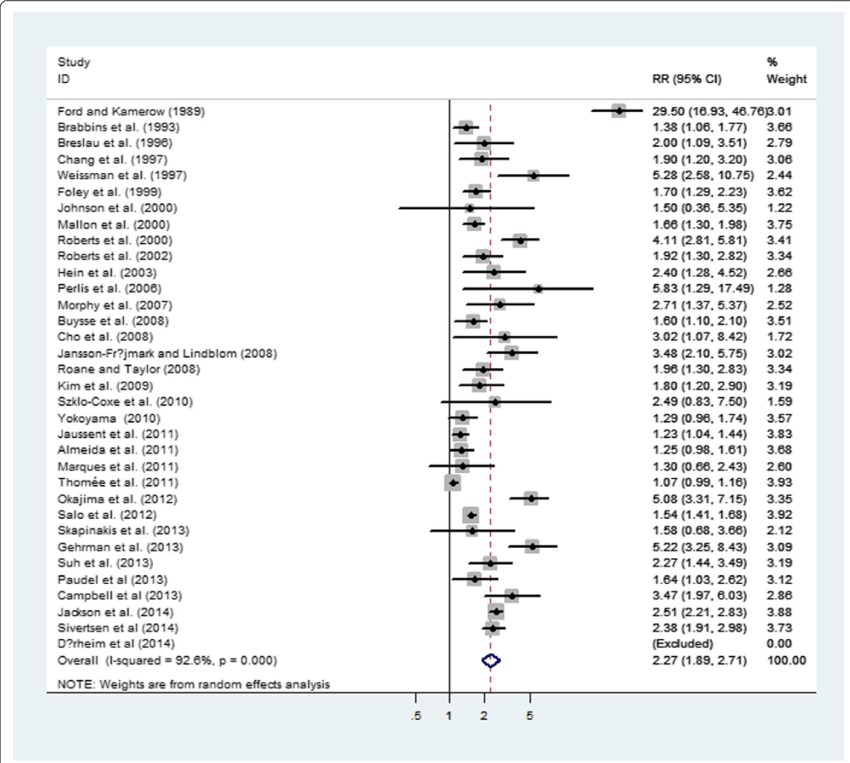 Study %
ID RR (95% CI) Weight
Ford and Kamerow (1989) 29.50 (16.93, 46.76)3.01
Brabbins et al. (1993) 1.38 (1.06, 1.77) 3.66
Breslau et al. (1996) 2.00 (1.09, 3.51) 2.79
Chang et al. (1997) 1.90 (1.20, 3.20) 3.06
Weissman et al. (1997) 5.28 (2.58, 10.75) 2.44
Foley et al. (1999) 1.70 (1.29, 2.23) 3.62
Johnson et al. (2000) 1.50 (0.36, 5.35) 1.22
Mallon et al. (2000) 1.66 (1.30, 1.98) 3.75
Roberts et al. (2000) 4.11 (2.81, 5.81) 3.41
Roberts et al. (2002) 1.92 (1.30, 2.82) 3.34
Hein et al. (2003) 2.40 (1.28, 4.52) 2.66
Perlis et al. (2006) 5.83 (1.29, 17.49) 1.28
Morphy et al. (2007) 2.71 (1.37, 5.37) 2.52
Buysse et al. (2008) 1.60 (1.10, 2.10) 3.51
Cho et al. (2008) 3.02 (1.07, 8.42) 1.72
Jansson-Fr?jmark and Lindblom (2008) 3.48 (2.10, 5.75) 3.02
Roane and Taylor (2008) 1.96 (1.30, 2.83) 3.34
Kim et al. (2009) 1.80 (1.20, 2.90) 3.19
Szklo-Coxe et al. (2010) 2.49 (0.83, 7.50) 1.59
Yokoyama (2010) 1.29 (0.96, 1.74) 3.57
Jaussent et al. (2011) 1.23 (1.04, 1.44) 3.83
Almeida et al. (2011) 1.25 (0.98, 1.61) 3.68
Marques et al. (2011) 1.30 (0.66, 2.43) 2.60
Thomée et al. (2011) 1.07 (0.99, 1.16) 3.93
Okajima et al. (2012) 5.08 (3.31, 7.15) 3.35
Salo et al. (2012) 1.54 (1.41, 1.68) 3.92
Skapinakis et al. (2013) 1.58 (0.68, 3.66) 2.12
Gehrman et al. (2013) 5.22 (3.25, 8.43) 3.09
Suh et al. (2013) 2.27 (1.44, 3.49) 3.19
Paudel et al (2013) 1.64 (1.03, 2.62) 3.12
Campbell et al (2013) 3.47 (1.97, 6.03) 2.86
Jackson et al. (2014) 2.51 (2.21, 2.83) 3.88
Sivertsen et al (2014) 2.38 (1.91, 2.98) 3.73
D?rheim et al (2014) (Excluded) 0.00
Overall (I-squared = 92.6%, p = 0.000) 2.27 (1.89, 2.71) 100.00
NOTE: Weights are from random effects analysis
.5 1 2 5